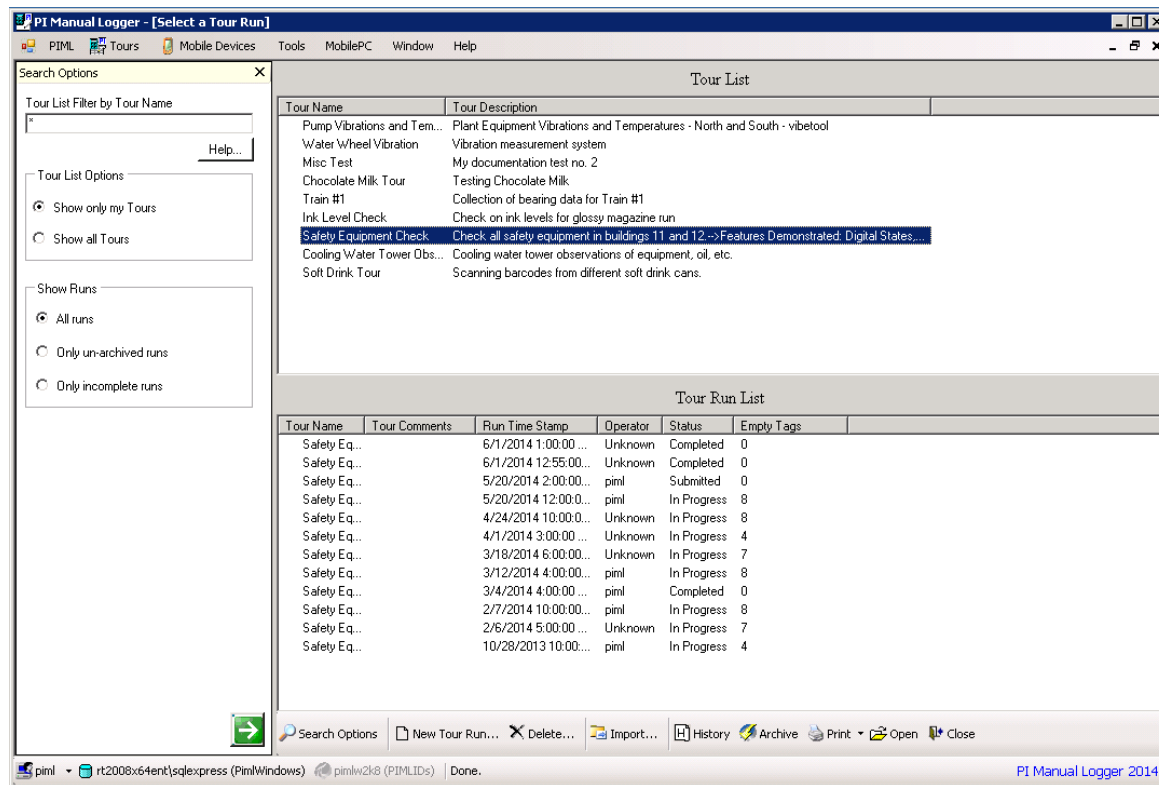 PI Manual Logger - [Select a Tour Run]
PIML Tours Mobile Devices Tools MobilePC Window Help
Search Options
Tour List Filter by Tour Name
*
Help...
Tour List Options
Show only my Tours
Show all Tours
Show Runs
All runs
Only un-archived runs
Only incomplete runs
Tour List
Tour Name Tour Description
Pump Vibrations and Tem... Plant Equipment Vibrations and Temperatures - North and South - vibetool
Water Wheel Vibration Vibration measurement system
Misc Test My documentation test no. 2
Chocolate Milk Tour Testing Chocolate Milk
Train #1 Collection of bearing data for Train #1
Ink Level Check Check on ink levels for glossy magazine run
Safety Equipment Check Check all safety equipment in buildings 11 and 12.-->Features Demonstrated: Digital States,...
Cooling Water Tower Obs... Cooling water tower observations of equipment, oil, etc.
Soft Drink Tour Scanning barcodes from different soft drink cans.
Tour Run List
Tour Name Tour Comments Run Time Stamp Operator Status Empty Tags
Safety Eq... 6/1/2014 1:00:00 ... Unknown Completed 0
Safety Eq... 6/1/2014 12:55:00... Unknown Completed 0
Safety Eq... 5/20/2014 2:00:00 ... piml Submitted 0
Safety Eq... 5/20/2014 12:00:0... piml In Progress 8
Safety Eq... 4/24/2014 10:00:0... Unknown In Progress 8
Safety Eq... 4/1/2014 3:00:00 ... Unknown In Progress 4
Safety Eq... 3/18/2014 6:00:00... Unknown In Progress 7
Safety Eq... 3/12/2014 4:00:00... piml In Progress 8
Safety Eq... 3/4/2014 4:00:00 ... piml Completed 0
Safety Eq... 2/7/2014 10:00:00... piml In Progress 8
Safety Eq... 2/6/2014 5:00:00 ... Unknown In Progress 7
Safety Eq... 10/28/2013 10:00:... piml In Progress 4
Search Options New Tour Run... Delete... Import... H History Archive Print Open Close
piml rt2008x64ent\sqlexpress (PimlWindows) pimlw2k8 (PIMLIDs) Done. PI Manual Logger 2014